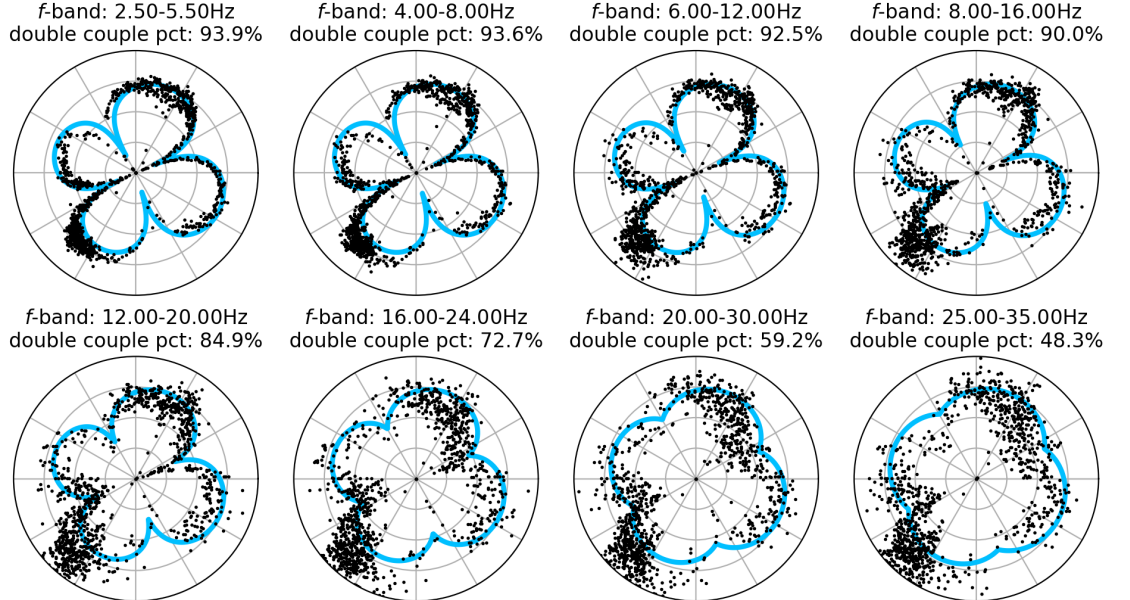 f-band: 2.50-5.50Hz
double couple pct: 93.9%
f-band: 4.00-8.00Hz
double couple pct: 93.6%
f-band: 6.00-12.00Hz
double couple pct: 92.5%
f-band: 8.00-16.00Hz
double couple pct: 90.0%
f-band: 12.00-20.00Hz
double couple pct: 84.9%
f-band: 16.00-24.00Hz
double couple pct: 72.7%
f-band: 20.00-30.00Hz
double couple pct: 59.2%
f-band: 25.00-35.00Hz
double couple pct: 48.3%